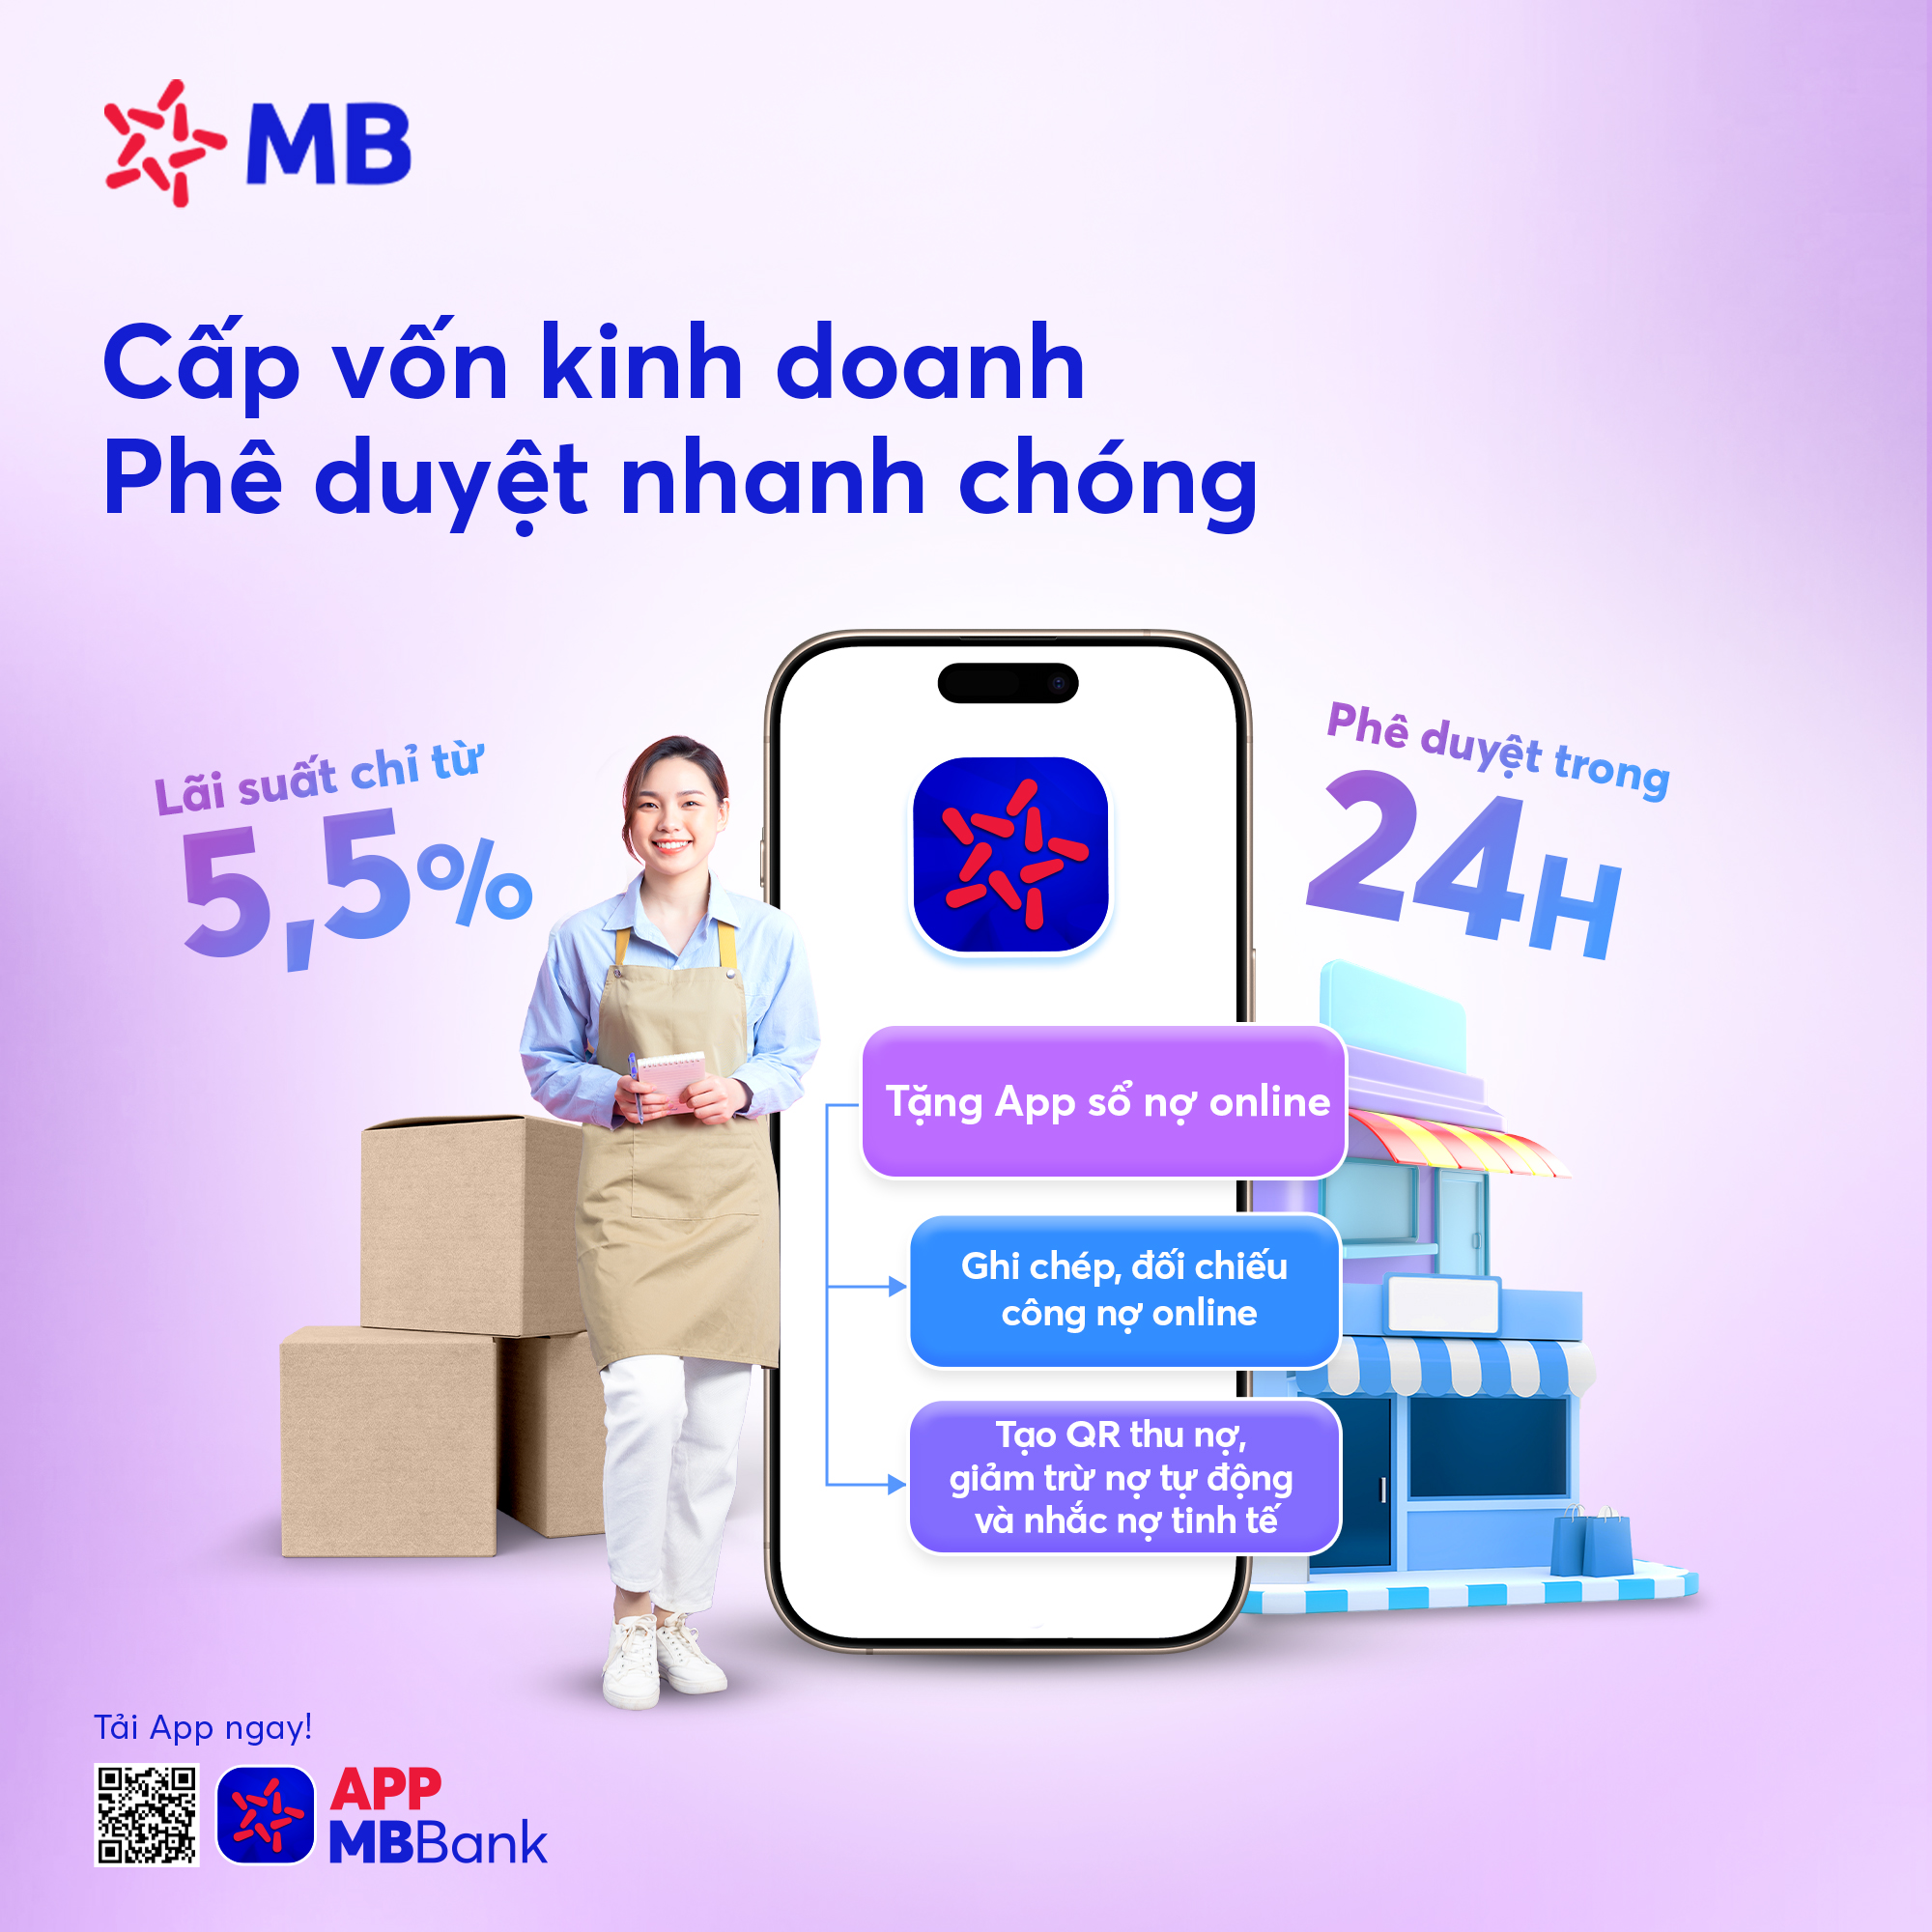 MB
Cấp vốn kinh doanh
Phê duyệt nhanh chóng
Lãi suất chỉ từ
5,5%
Phê duyệt trong
24H
Tặng App sổ nợ online
Ghi chép, đối chiếu
công nợ online
Tạo QR thu nợ,
giảm trừ nợ tự động
và nhắc nợ tinh tế
Tải App ngay!
APP
MBBank